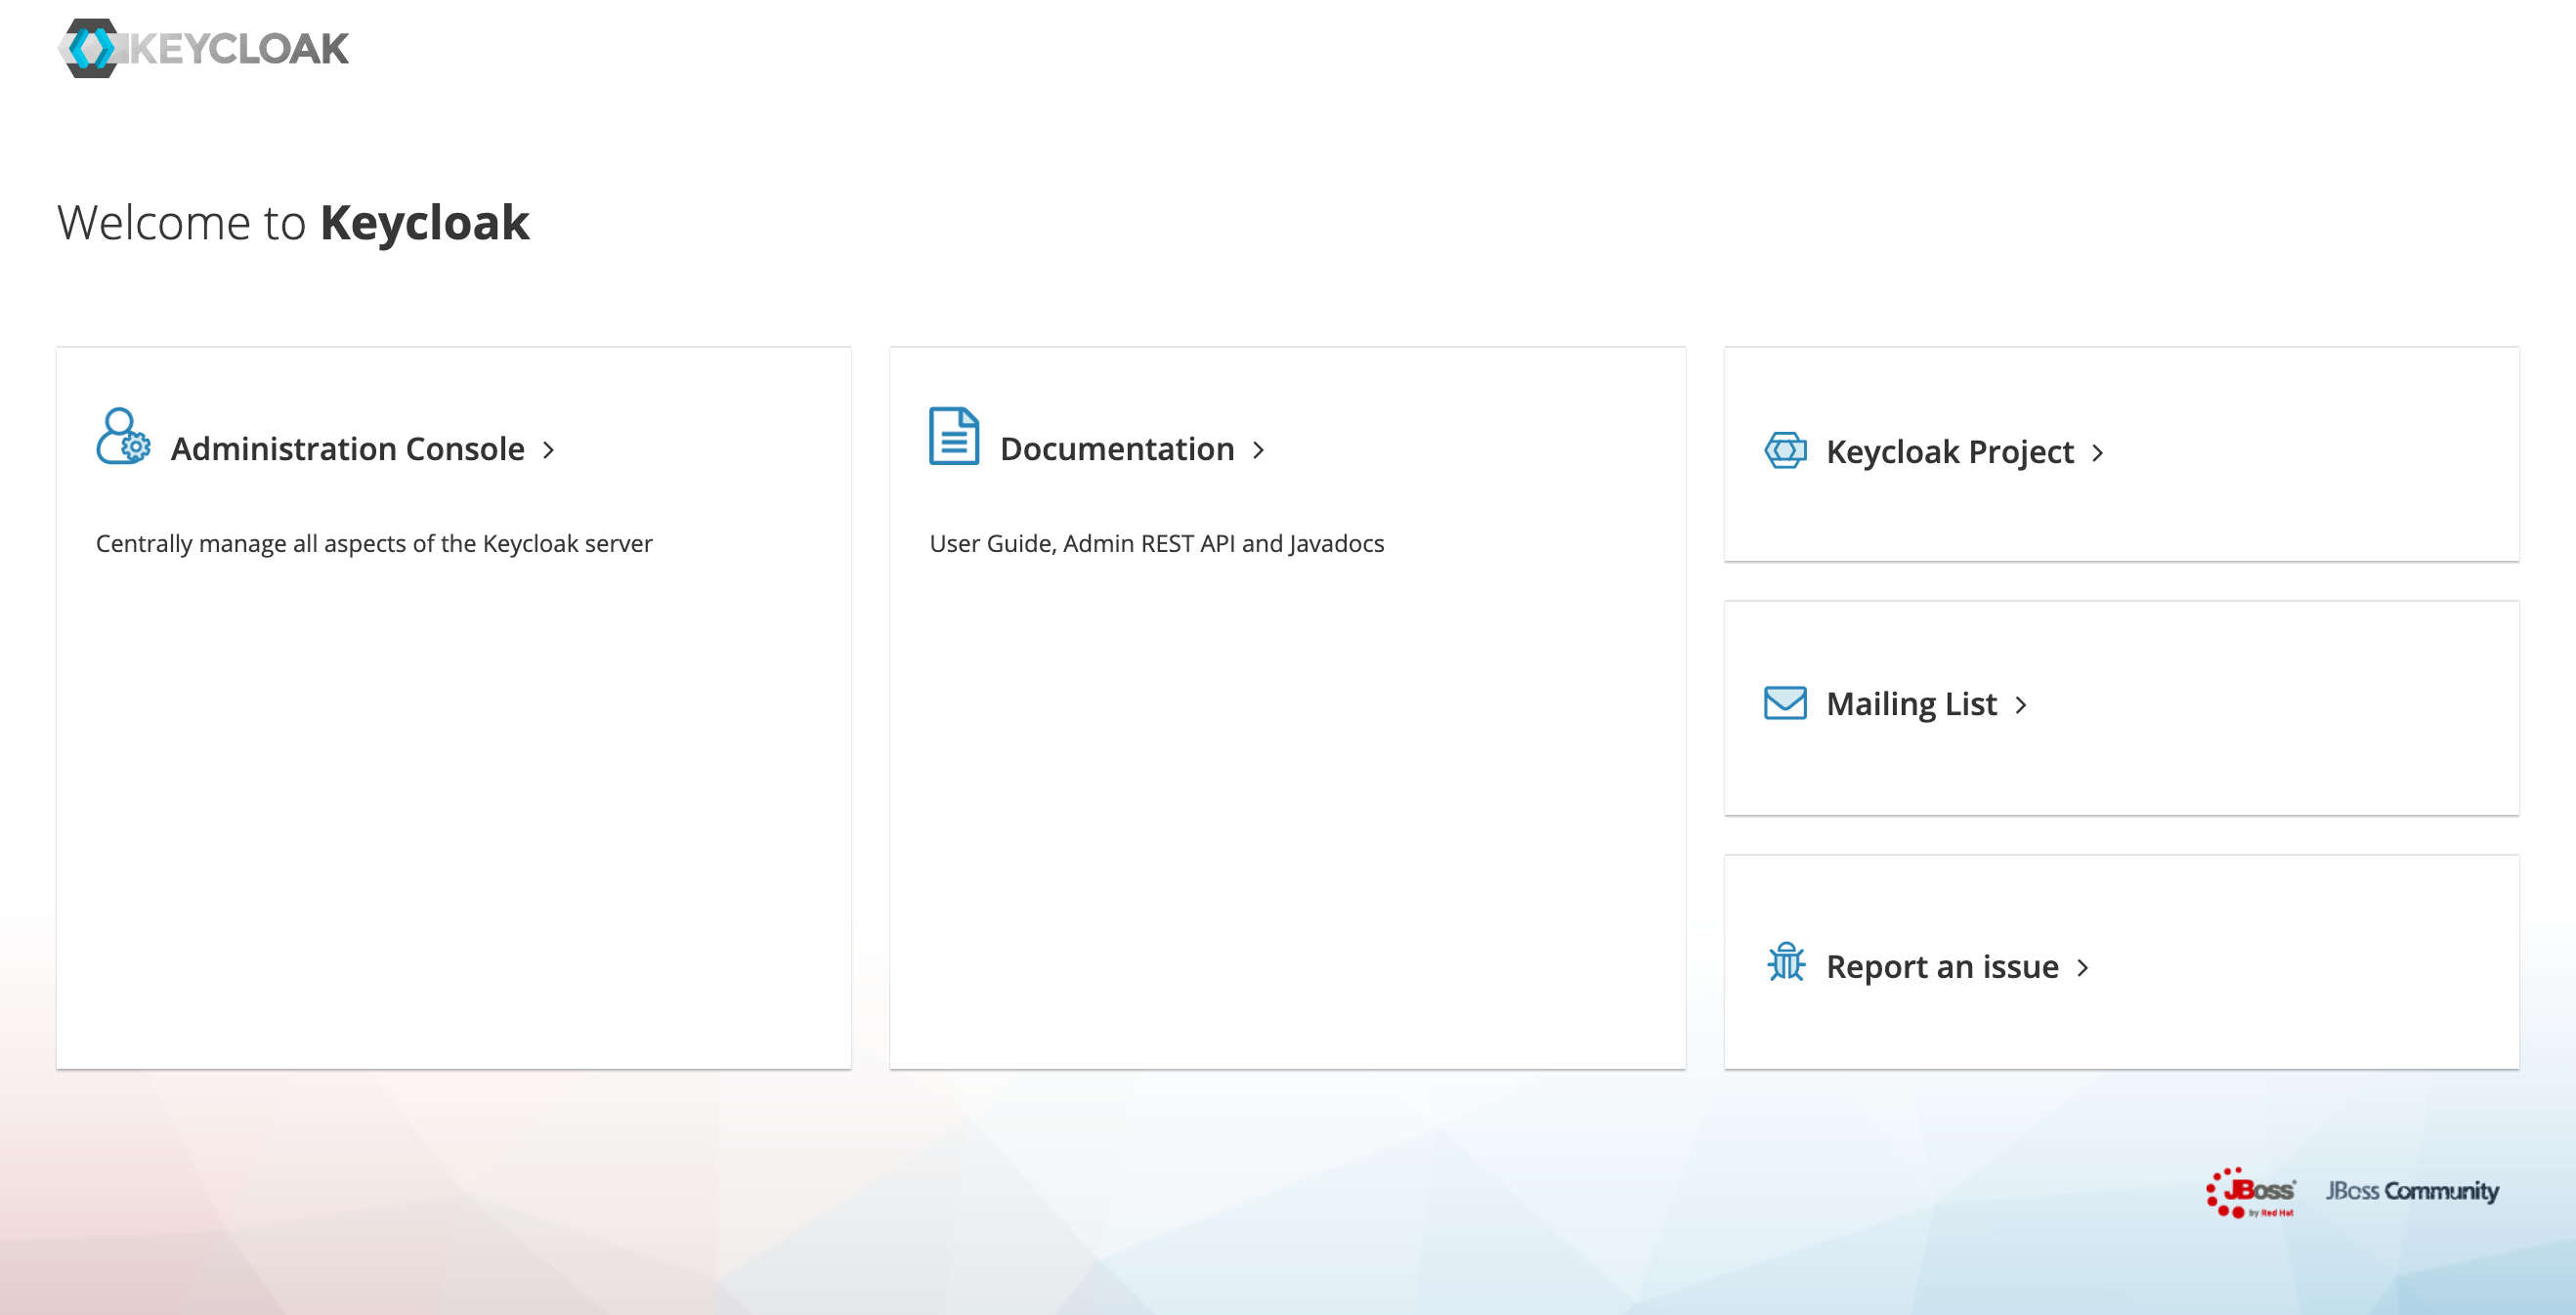 KEYCLOAK
Welcome to Keycloak
Administration Console
Centrally manage all aspects of the Keycloak server
Documentation
User Guide, Admin REST API and Javadocs
Keycloak Project
Mailing List
Report an issue
JBoss
by Red Hat
JBoss Community